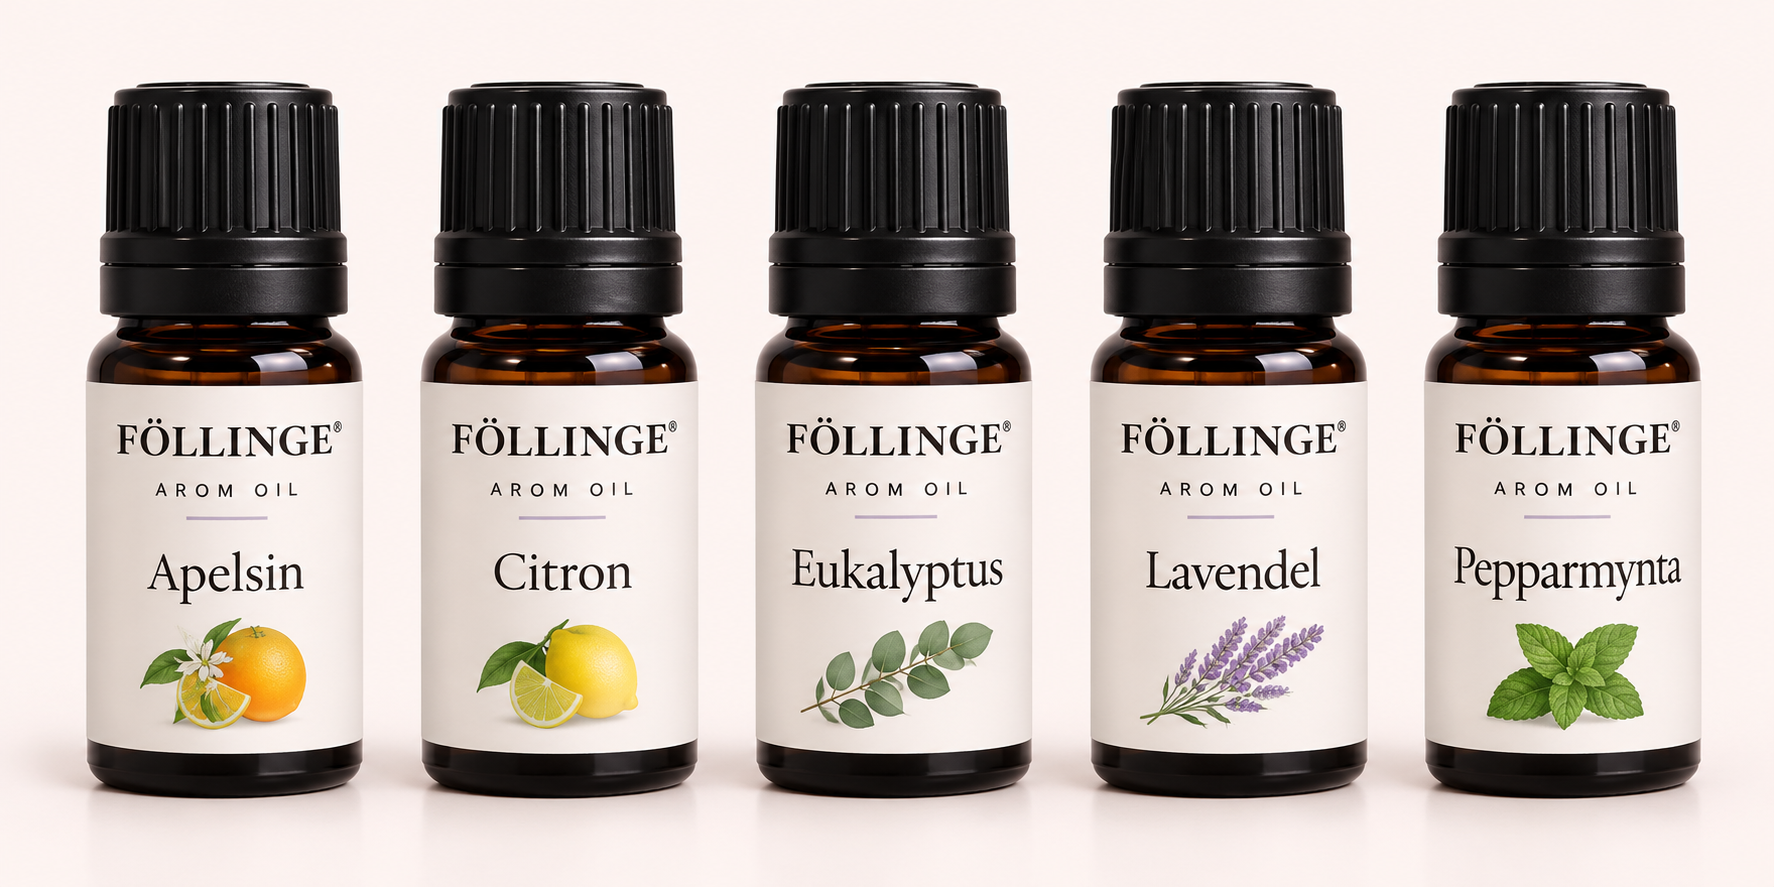 FÖLLINGE®
AROM OIL
Apelsin
FÖLLINGE®
AROM OIL
Citron
FÖLLINGE®
AROM OIL
Eukalyptus
FÖLLINGE®
AROM OIL
Lavendel
FÖLLINGE®
AROM OIL
Pepparmynta